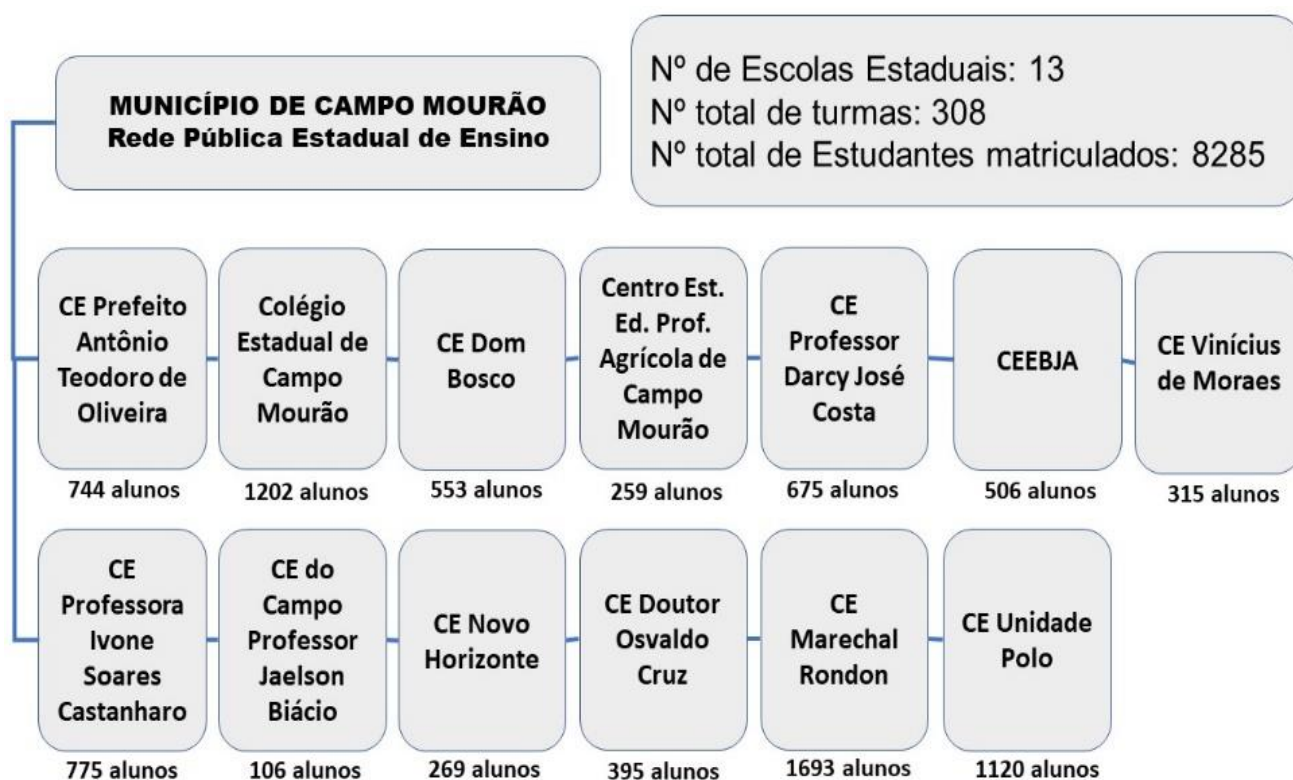 MUNICÍPIO DE CAMPO MOURÃO
Rede Pública Estadual de Ensino
Nº de Escolas Estaduais: 13
Nº total de turmas: 308
Nº total de Estudantes matriculados: 8285
CE Prefeito
Antônio
Teodoro de
Oliveira
744 alunos
Colégio
Estadual de
Campo
Mourão
1202 alunos
CE Dom
Bosco
553 alunos
Centro Est.
Ed. Prof.
Agrícola de
Campo
Mourão
259 alunos
CE
Professor
Darcy José
Costa
675 alunos
CEEBJA
506 alunos
CE Vinícius
de Moraes
315 alunos
CE
Professora
Ivone
Soares
Castanharo
775 alunos
CE do
Campo
Professor
Jaelson
Biácio
106 alunos
CE Novo
Horizonte
269 alunos
CE Doutor
Osvaldo
Cruz
395 alunos
CE
Marechal
Rondon
1693 alunos
CE Unidade
Polo
1120 alunos